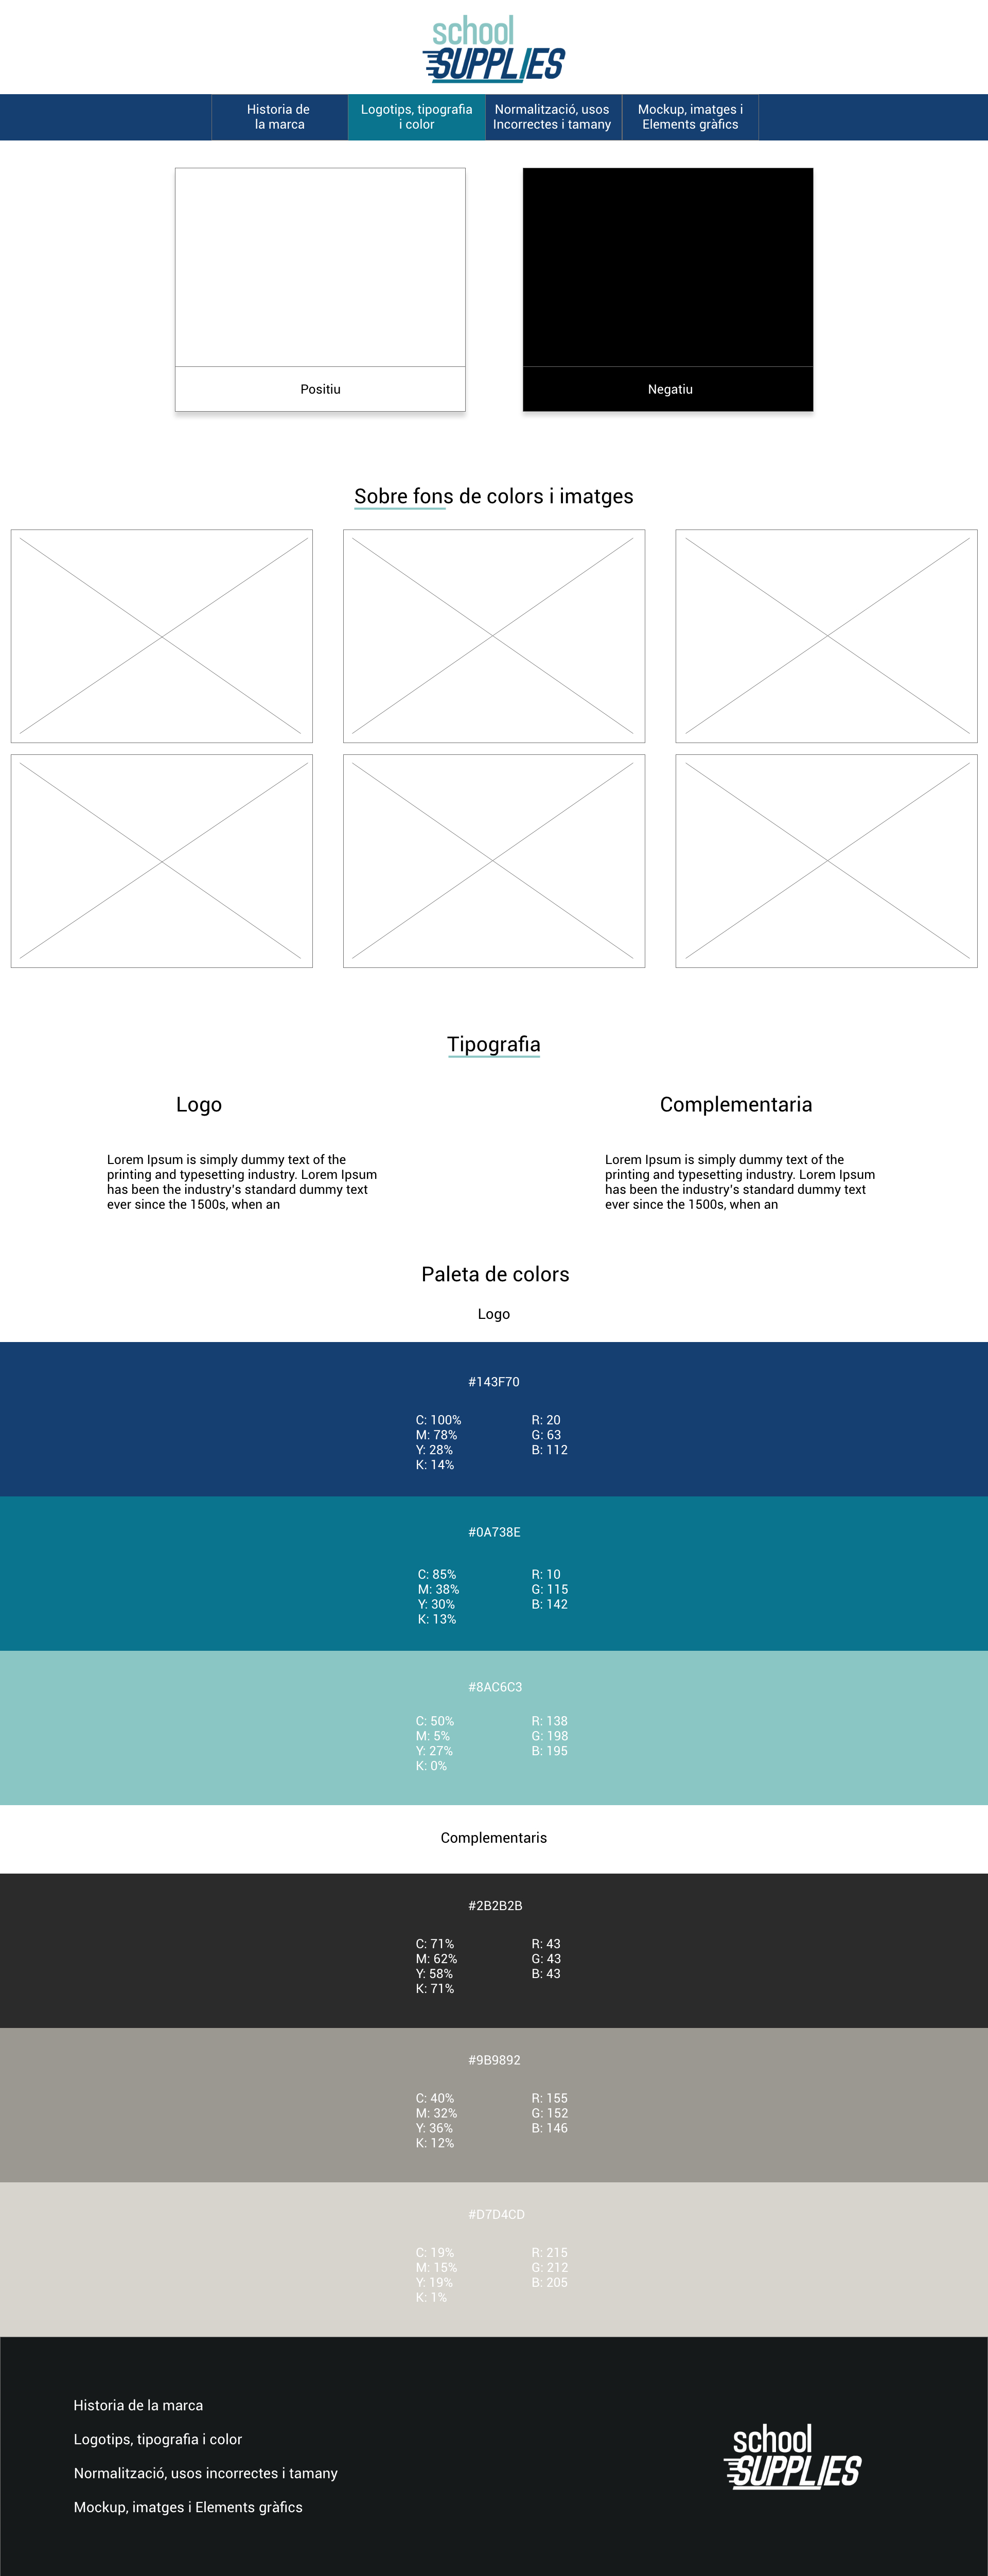 school
SUPPLIES
Historia de
la marca
Logotips, tipografia
i color
Normalització, usos
Incorrectes i tamany
Mockup, imatges i
Elements gràfics
Positiu
Negatiu
Sobre fons de colors i imatges
Tipografia
Logo
Lorem Ipsum is simply dummy text of the
printing and typesetting industry. Lorem Ipsum
has been the industry's standard dummy text
ever since the 1500s, when an
Complementaria
Lorem Ipsum is simply dummy text of the
printing and typesetting industry. Lorem Ipsum
has been the industry's standard dummy text
ever since the 1500s, when an
Paleta de colors
Logo
#143F70
C: 100%
M: 78%
Y: 28%
K: 14%
R: 20
G: 63
B: 112
#0A738E
C: 85%
M: 38%
Y: 30%
K: 13%
R: 10
G: 115
B: 142
#8AC6C3
C: 50%
M: 5%
Y: 27%
K: 0%
R: 138
G: 198
B: 195
Complementaris
#2B2B2B
C: 71%
M: 62%
Y: 58%
K: 71%
R: 43
G: 43
B: 43
#9B9892
C: 40%
M: 32%
Y: 36%
K: 12%
R: 155
G: 152
B: 146
#D7D4CD
C: 19%
M: 15%
Y: 19%
K: 1%
R: 215
G: 212
B: 205
Historia de la marca
Logotips, tipografia i color
Normalització, usos incorrectes i tamany
Mockup, imatges i Elements gràfics
school
SUPPLIES